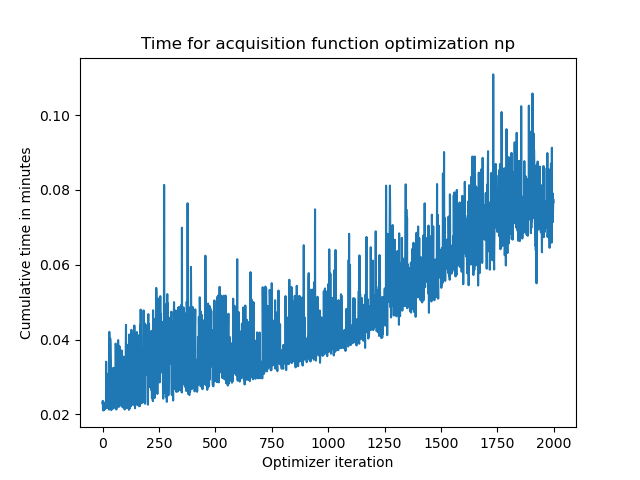 Time for acquisition function optimization np
Cumulative time in minutes
0.10
0.08
0.06
0.04
0.02
0 250 500 750 1000 1250 1500 1750 2000
Optimizer iteration